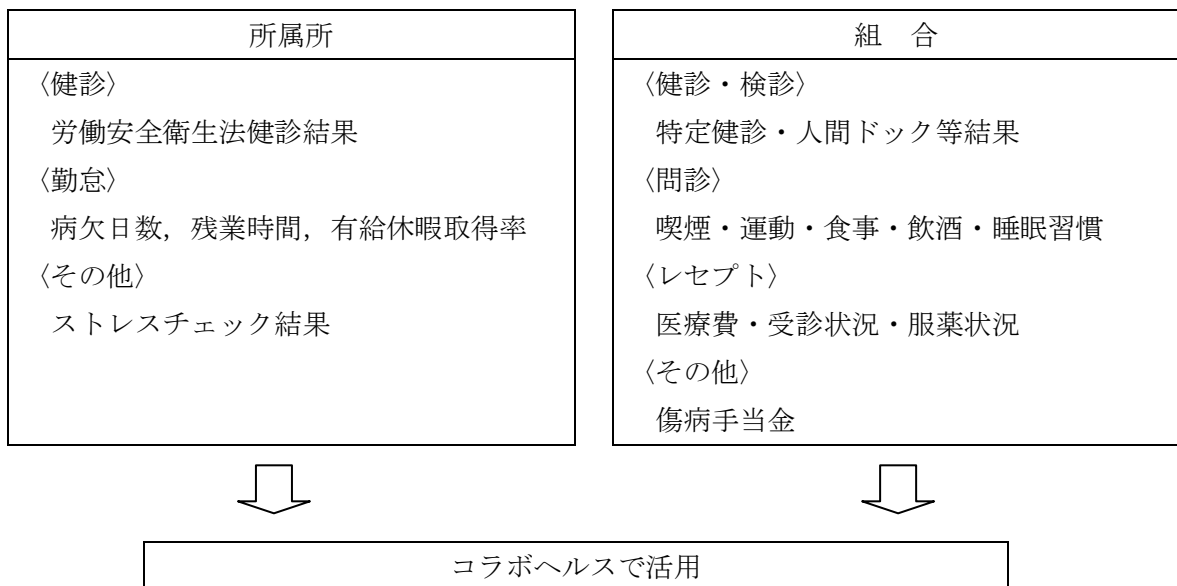 所属所
〈健診〉
労働安全衛生法健診結果
〈勤怠〉
病欠日数，残業時間，有給休暇取得率
〈その他〉
ストレスチェック結果
組　合
〈健診・検診〉
特定健診・人間ドック等結果
〈問診〉
喫煙・運動・食事・飲酒・睡眠習慣
〈レセプト〉
医療費・受診状況・服薬状況
〈その他〉
傷病手当金
コラボヘルスで活用